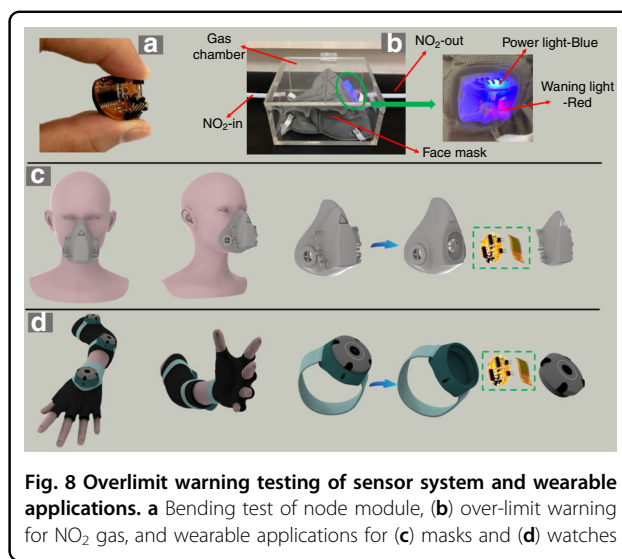 a
Gas
chamber
b
NO₂-out
Power light-Blue
Waning light
-Red
NO₂-in
Face mask
c
d
Fig. 8 Overlimit warning testing of sensor system and wearable
applications. a Bending test of node module, (b) over-limit warning
for NO₂ gas, and wearable applications for (c) masks and (d) watches